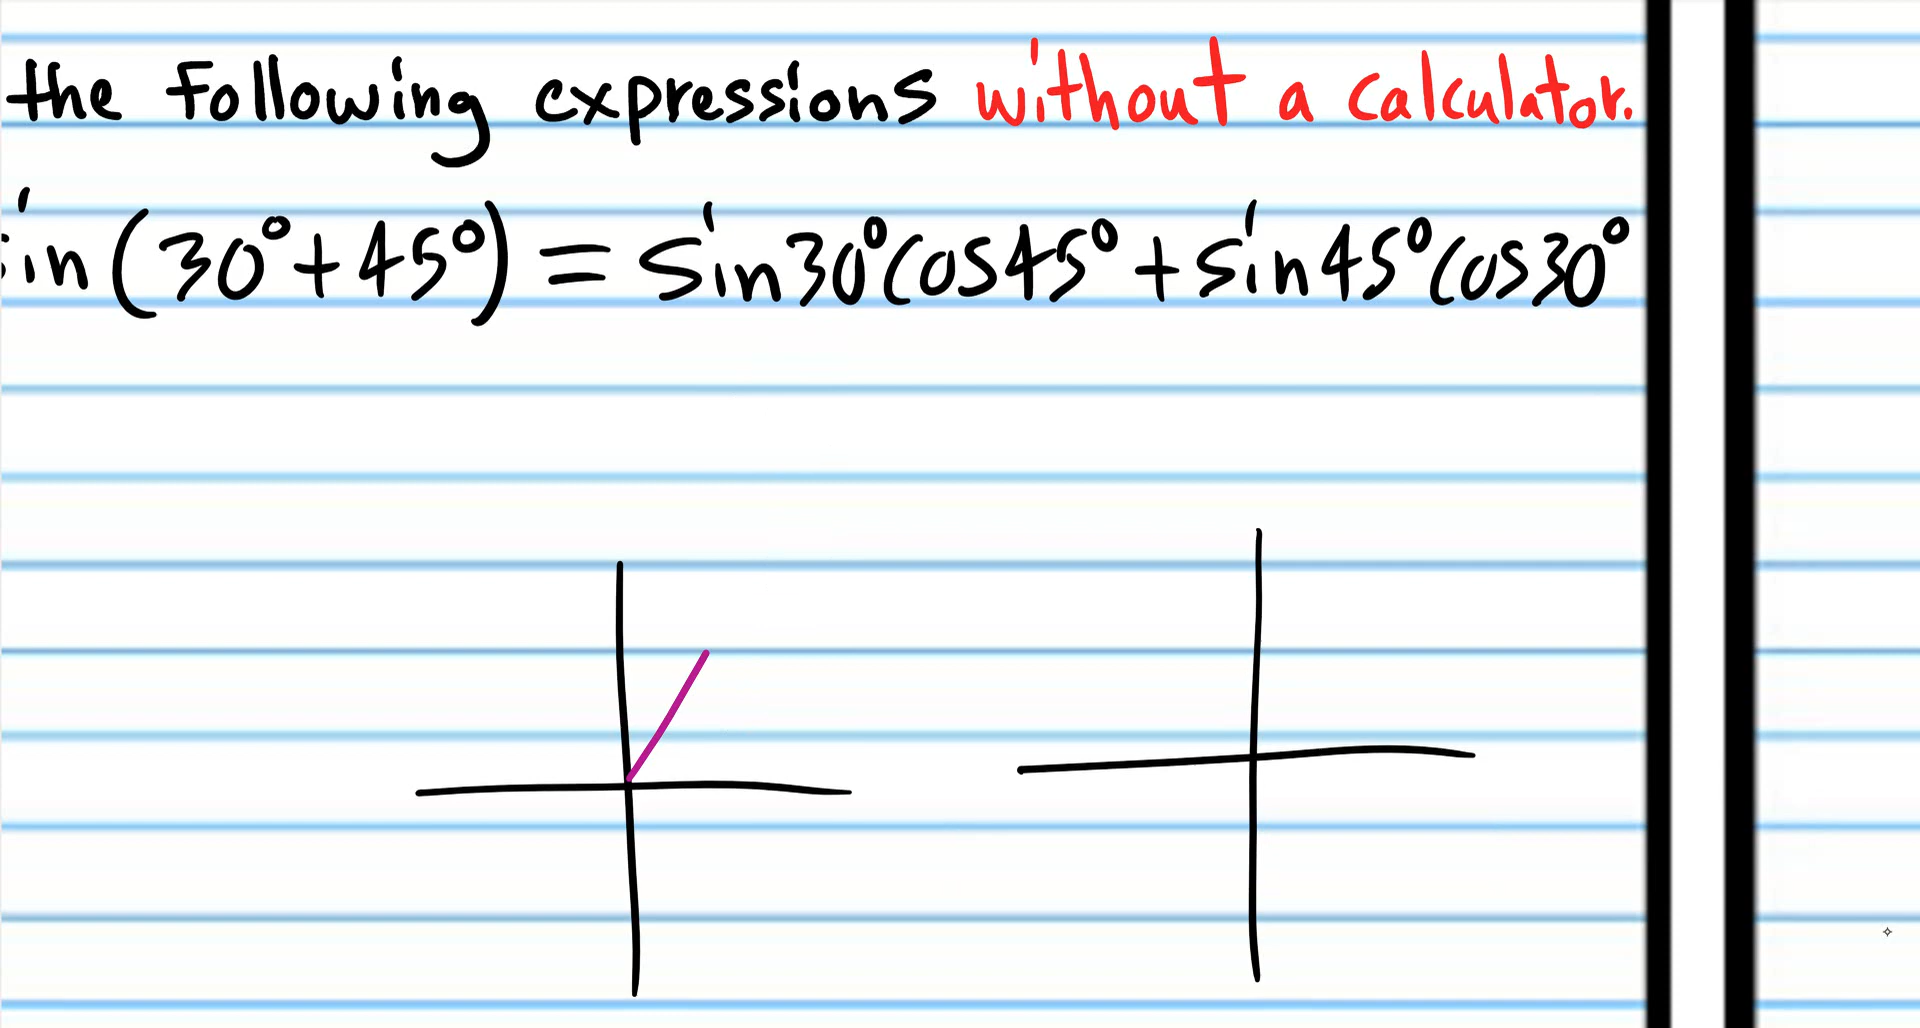 the following expressions without a calculator.
in (30°+45°) = sin30°cos45° + sin45°cos30°